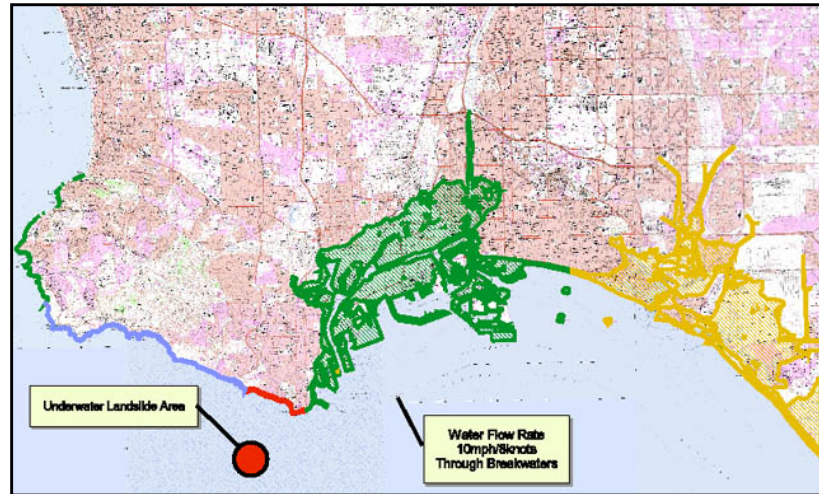 Underwater Landslide Area
Water Flow Rate
10mph/8knots
Through Breakwaters